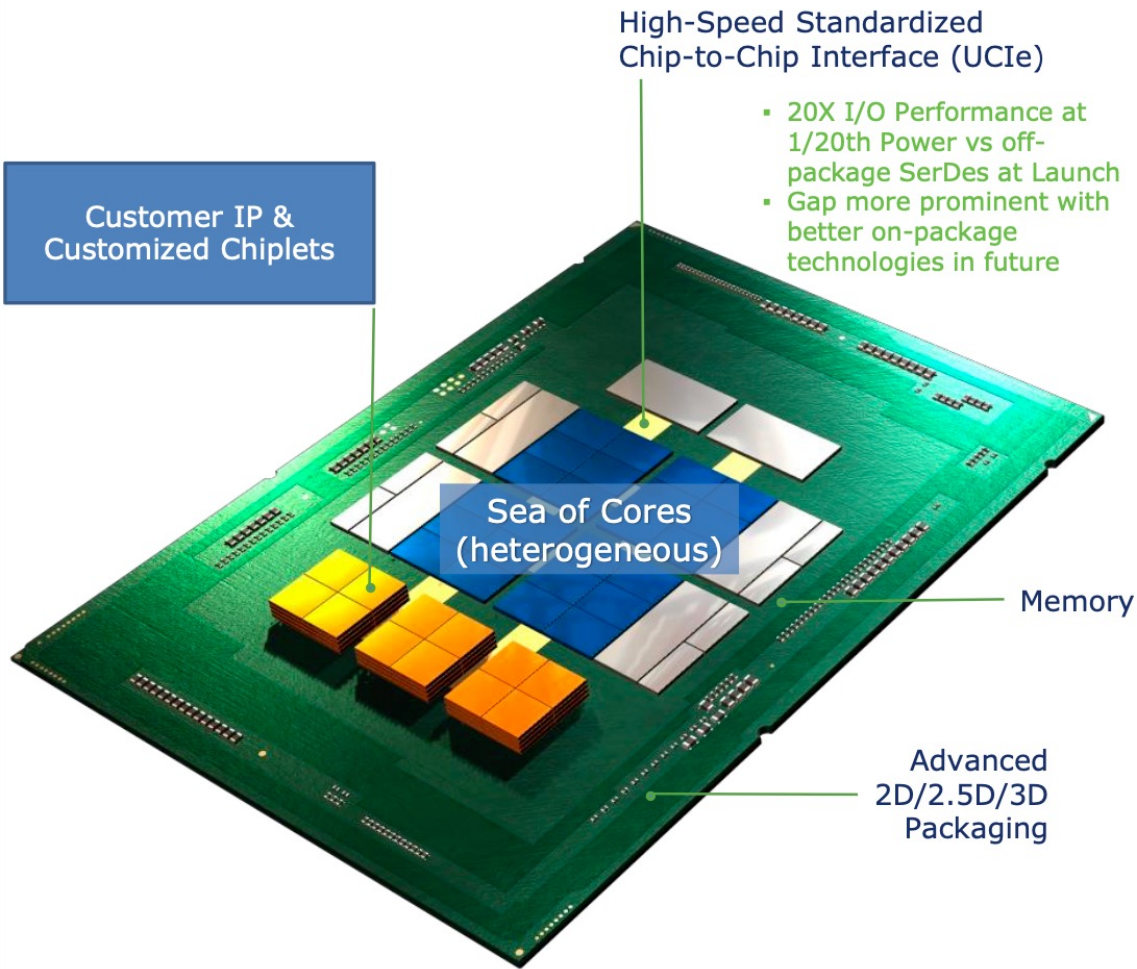 High-Speed Standardized
Chip-to-Chip Interface (UCIe)
▪ 20X I/O Performance at
1/20th Power vs off-
package SerDes at Launch
▪ Gap more prominent with
better on-package
technologies in future
Customer IP &
Customized Chiplets
Sea of Cores
(heterogeneous)
Memory
Advanced
2D/2.5D/3D
Packaging